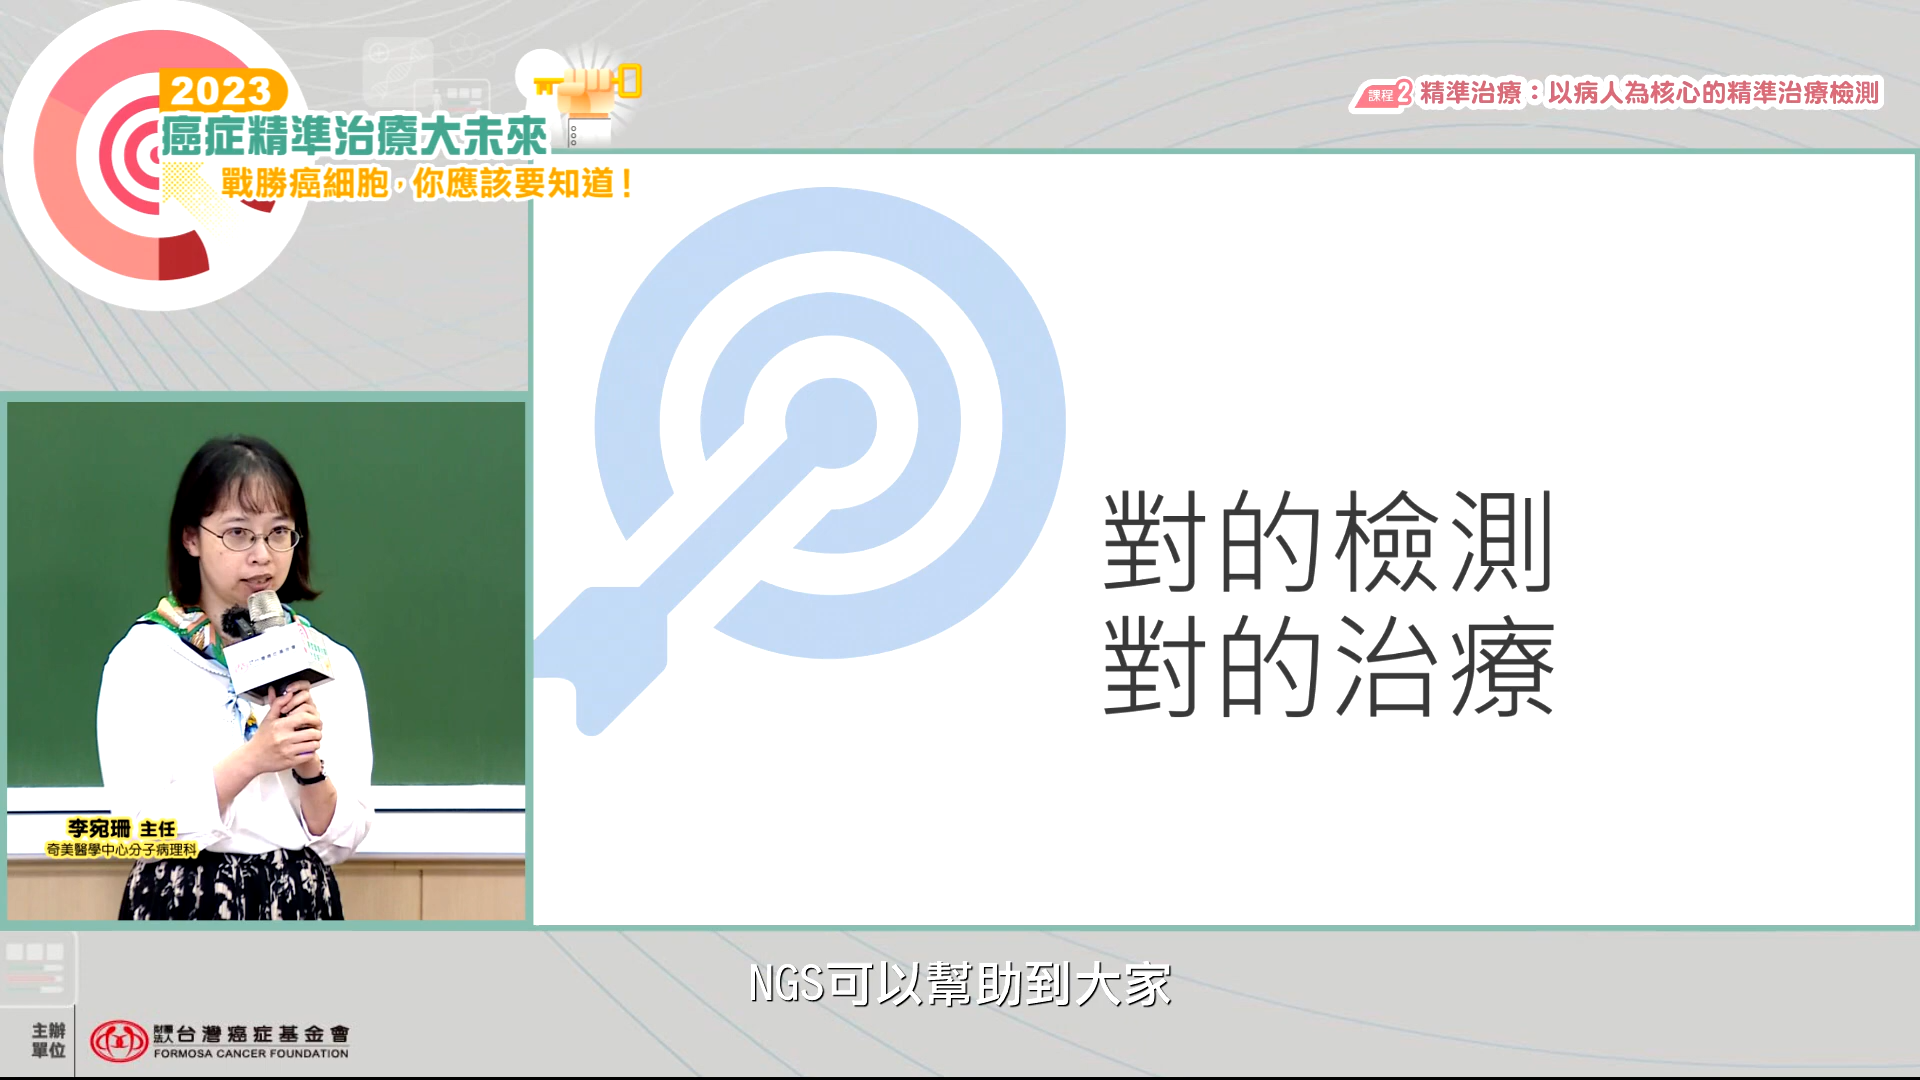 2023
癌症精準治療大未來
戰勝癌細胞，你應該要知道！
課程2 精準治療：以病人為核心的精準治療檢測
對的檢測
對的治療
李宛珊 主任
奇美醫學中心分子病理科
NGS可以幫助到大家
主辦單位
財團法人台灣癌症基金會
FORMOSA CANCER FOUNDATION